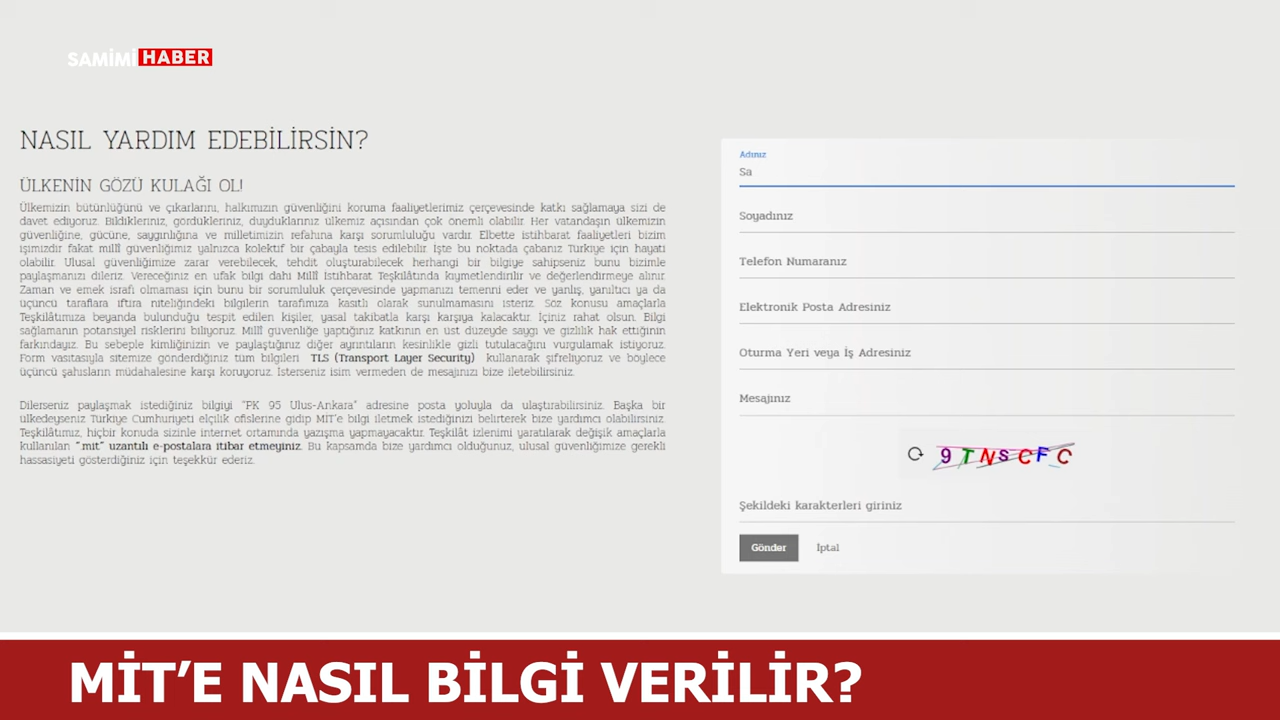 SAMİMİ HABER
NASIL YARDIM EDEBİLİRSİN?
ÜLKENİN GÖZÜ KULAĞI OL!
Ülkemizin bütünlüğünü ve çıkarlarını, halkımızın güvenliğini koruma faaliyetlerimiz çerçevesinde katkı sağlamaya sizi de
davet ediyoruz. Bildikleriniz, gördükleriniz, duyduklarınız ülkemiz açısından çok önemli olabilir. Her vatandaşın ülkemizin
güvenliğine, gücüne, saygınlığına ve milletimizin refahına karşı sorumluluğu vardır. Elbette istihbarat faaliyetleri bizim
işimizdir fakat millî güvenliğimiz yalnızca kolektif bir çabayla tesis edilebilir. İşte bu noktada çabanız Türkiye için hayati
olabilir. Ulusal güvenliğimize zarar verebilecek, tehdit oluşturabilecek herhangi bir bilgiye sahipseniz bunu bizimle
paylaşmanızı dileriz. Vereceğiniz en ufak bilgi dahi Millî İstihbarat Teşkilâtında kıymetlendirilir ve değerlendirmeye alınır.
Zaman ve emek israfı olmaması için bunu bir sorumluluk çerçevesinde yapmanızı temenni eder ve yanlış, yanıltıcı ya da
üçüncü taraflara iftira niteliğindeki bilgilerin tarafımıza kasıtlı olarak sunulmamasını isteriz. Söz konusu amaçlarla
Teşkilâtımıza beyanda bulunduğu tespit edilen kişiler, yasal takibatla karşı karşıya kalacaktır. İçiniz rahat olsun. Bilgi
sağlamanın potansiyel risklerini biliyoruz. Millî güvenliğe yaptığınız katkının en üst düzeyde saygı ve gizlilik hak ettiğinin
farkındayız. Bu sebeple kimliğinizin ve paylaştığınız diğer ayrıntıların kesinlikle gizli tutulacağını vurgulamak istiyoruz.
Form vasıtasıyla sitemize gönderdiğiniz tüm bilgileri TLS (Transport Layer Security) kullanarak şifreliyoruz ve böylece
üçüncü şahısların müdahalesine karşı koruyoruz. İsterseniz isim vermeden de mesajınızı bize iletebilirsiniz.
Dilerseniz paylaşmak istediğiniz bilgiyi "PK 95 Ulus-Ankara" adresine posta yoluyla da ulaştırabilirsiniz. Başka bir
ülkedeyseniz Türkiye Cumhuriyeti elçilik ofislerine gidip MİT'e bilgi iletmek istediğinizi belirterek bize yardımcı olabilirsiniz.
Teşkilâtımız, hiçbir konuda sizinle internet ortamında yazışma yapmayacaktır. Teşkilât izlenimi yaratılarak değişik amaçlarla
kullanılan ".mit" uzantılı e-postalara itibar etmeyiniz. Bu kapsamda bize yardımcı olduğunuz, ulusal güvenliğimize gerekli
hassasiyeti gösterdiğiniz için teşekkür ederiz.
Adınız
Sa
Soyadınız
Telefon Numaranız
Elektronik Posta Adresiniz
Oturma Yeri veya İş Adresiniz
Mesajınız
9TNSCFC
Şekildeki karakterleri giriniz
Gönder İptal
MİT'E NASIL BİLGİ VERİLİR?